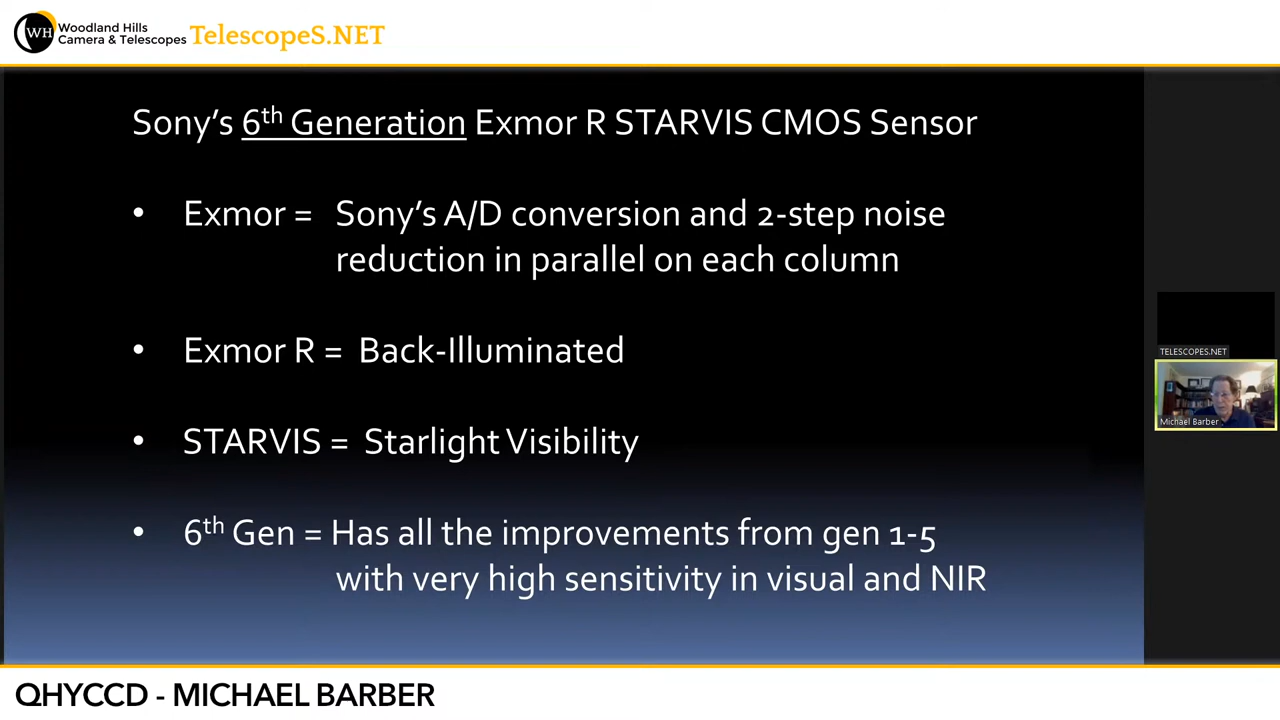 WH
Woodland Hills
Camera & Telescopes
TelescopeS.NET
Sony's 6th Generation Exmor R STARVIS CMOS Sensor
• Exmor = Sony's A/D conversion and 2-step noise
reduction in parallel on each column
• Exmor R = Back-Illuminated
• STARVIS = Starlight Visibility
• 6th Gen = Has all the improvements from gen 1-5
with very high sensitivity in visual and NIR
TELESCOPES.NET
Michael Barber
QHYCCD - MICHAEL BARBER